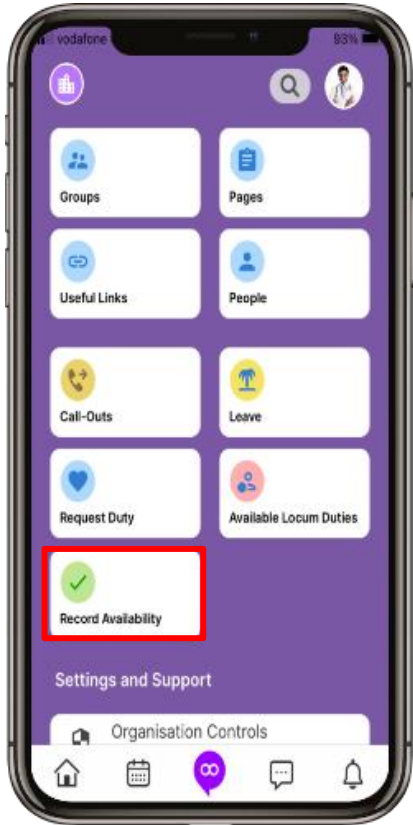 vodafone 93%
Groups Pages
Useful Links People
Call-Outs Leave
Request Duty Available Locum Duties
Record Availability
Settings and Support
Organisation Controls